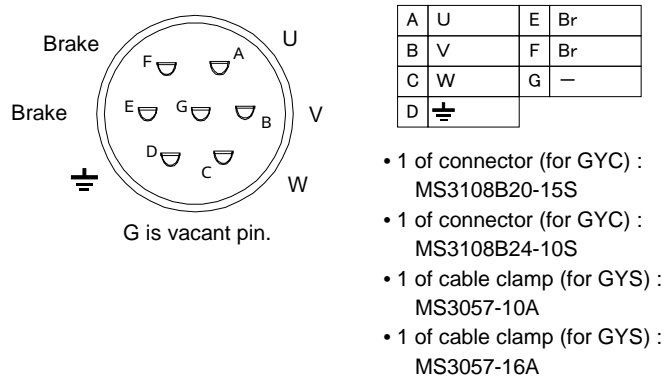 Brake
U
F
A
Brake
E
G
B
V
D
C
W
G is vacant pin.
A U E Br
B V F Br
C W G −
D
• 1 of connector (for GYC) :
MS3108B20-15S
• 1 of connector (for GYC) :
MS3108B24-10S
• 1 of cable clamp (for GYS) :
MS3057-10A
• 1 of cable clamp (for GYS) :
MS3057-16A